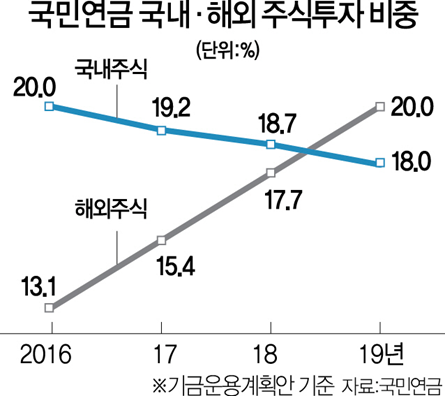 국민연금 국내·해외 주식투자 비중
(단위:%)
국내주식
20.0
19.2
18.7
20.0
18.0
해외주식
17.7
15.4
13.1
2016 17 18 19년
※기금운용계획안 기준 자료:국민연금